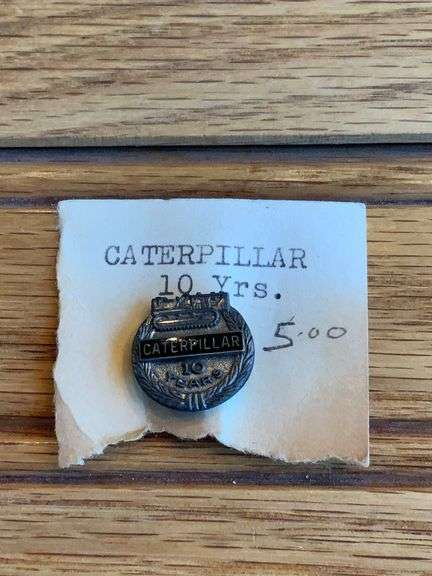 CATERPILLAR
10 Yrs.
5.00
CATERPILLAR
10
YEARS